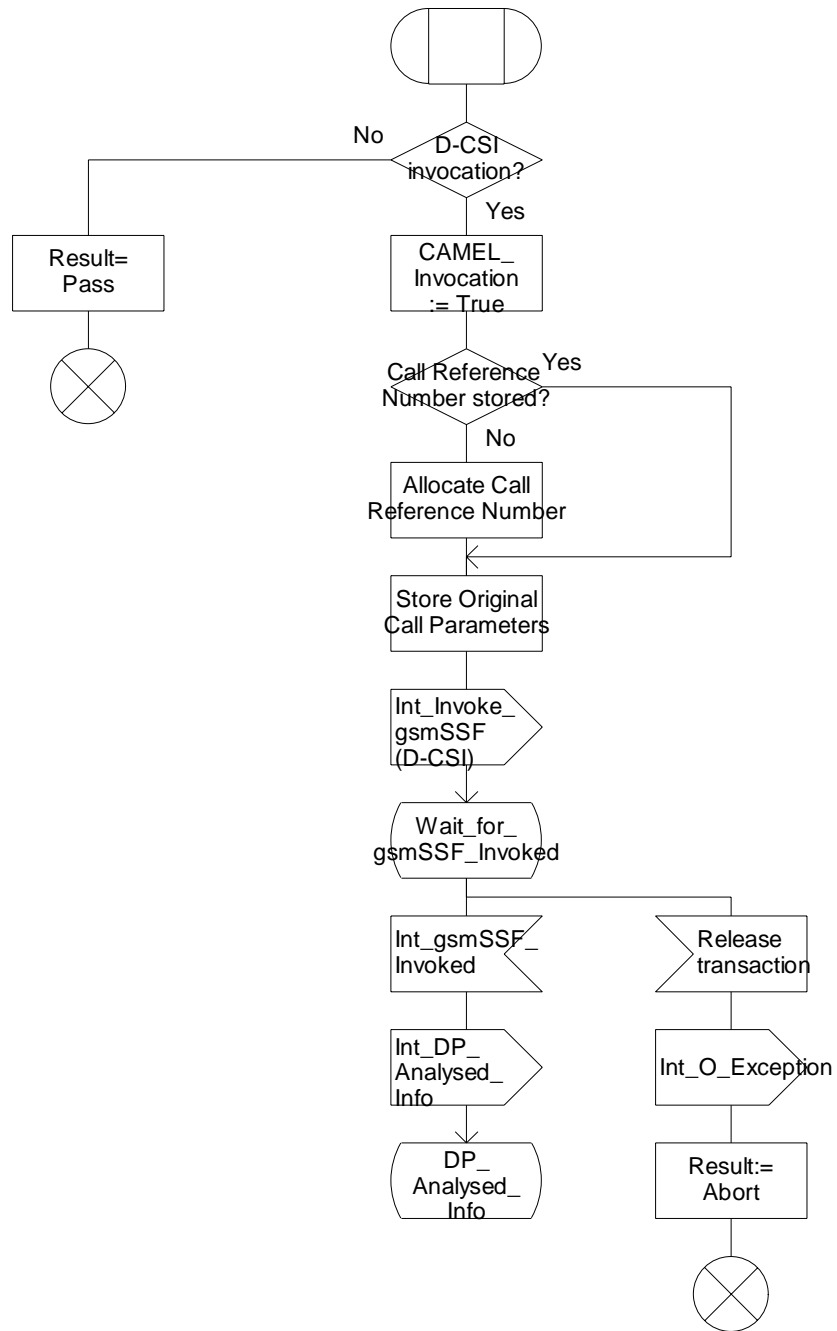 No
D-CSI
invocation?
Yes
Result=
Pass
CAMEL_
Invocation
:= True
Call Reference
Number stored?
Yes
No
Allocate Call
Reference Number
Store Original
Call Parameters
Int_Invoke_
gsmSSF
(D-CSI)
Wait_for_
gsmSSF_Invoked
Int_gsmSSF_
Invoked
Release
transaction
Int_DP_
Analysed_
Info
Int_O_Exception
DP_
Analysed_
Info
Result:=
Abort